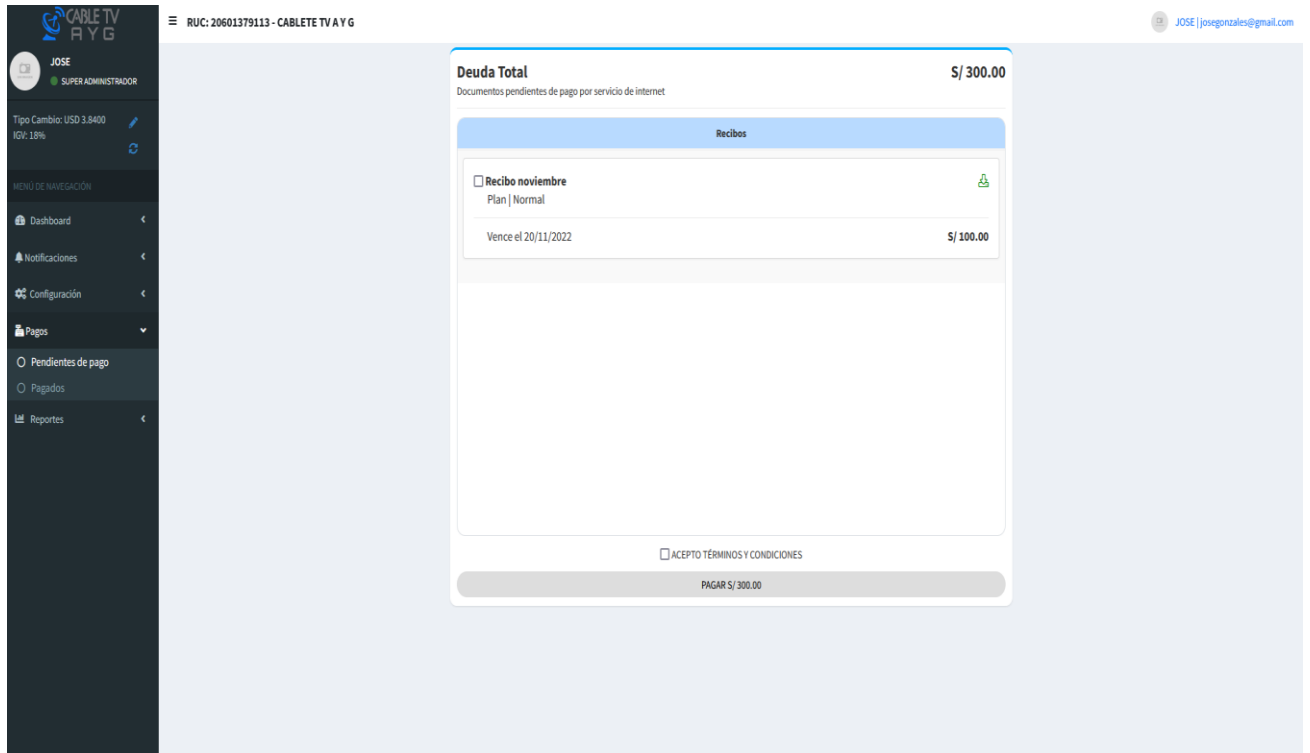 CABLE TV
A Y G
RUC: 20601379113 - CABLETE TV A Y G
JOSE | josegonzales@gmail.com
JOSE
SUPER ADMINISTRADOR
Tipo Cambio: USD 3.8400
IGV: 18%
MENÚ DE NAVEGACIÓN
Dashboard
Notificaciones
Configuración
Pagos
Pendientes de pago
Pagados
Reportes
Deuda Total S/ 300.00
Documentos pendientes de pago por servicio de internet
Recibos
Recibo noviembre
Plan | Normal
Vence el 20/11/2022 S/ 100.00
ACEPTO TÉRMINOS Y CONDICIONES
PAGAR S/ 300.00